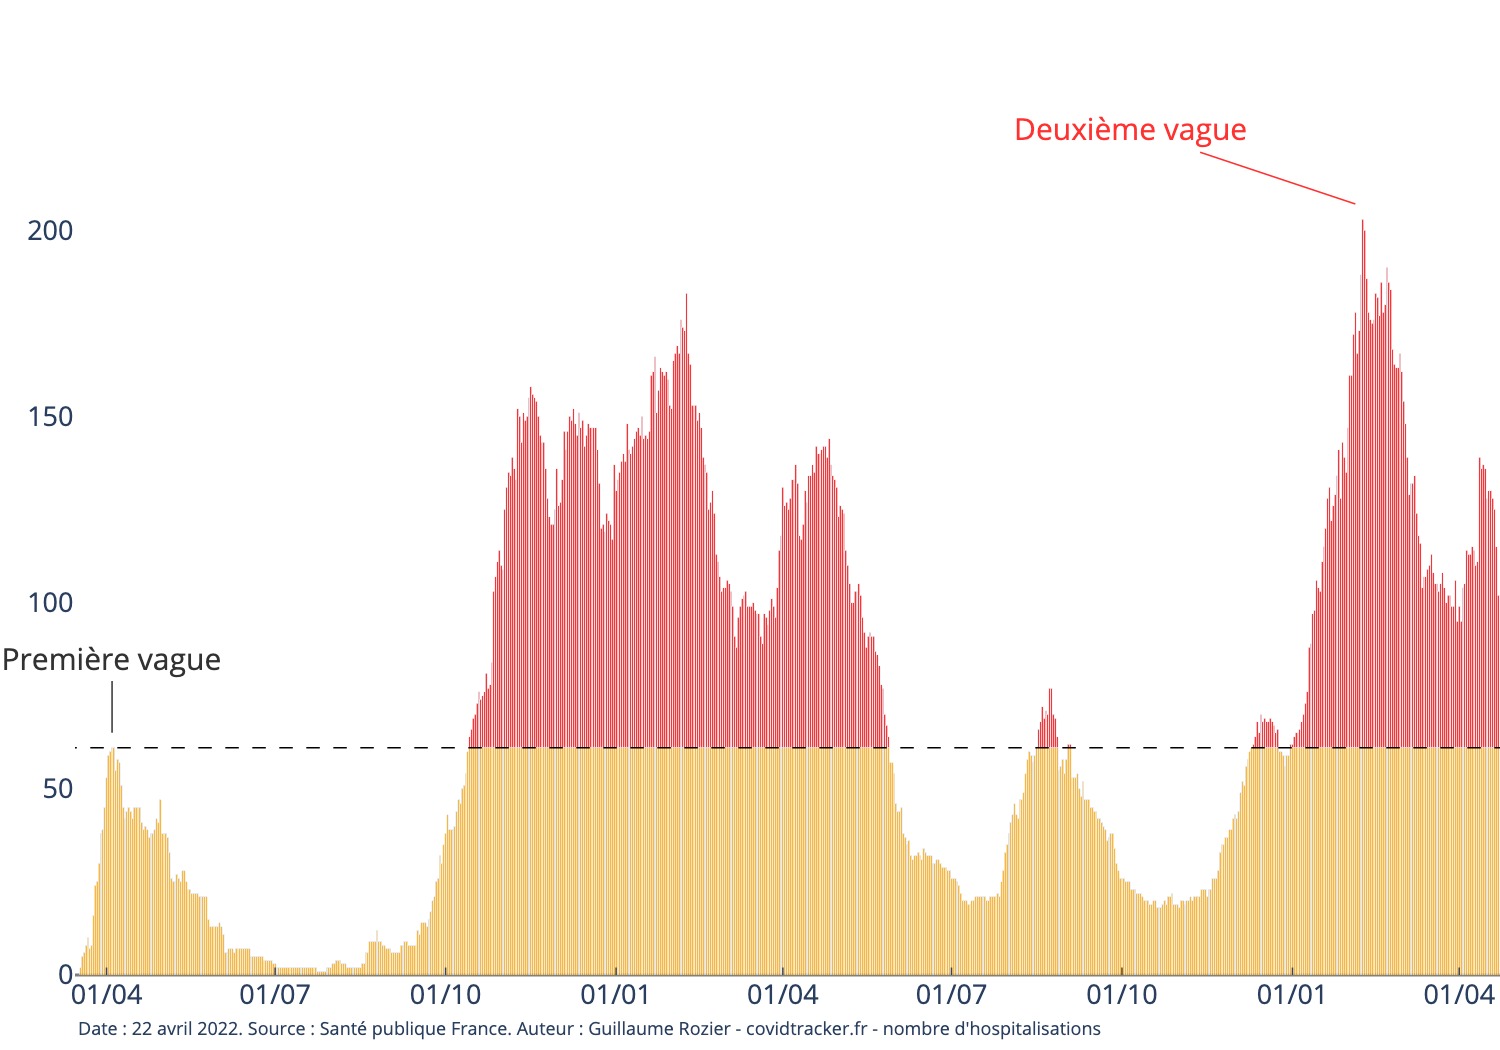 Deuxième vague
200
150
100
Première vague
50
0
01/04 01/07 01/10 01/01 01/04 01/07 01/10 01/01 01/04
Date : 22 avril 2022. Source : Santé publique France. Auteur : Guillaume Rozier - covidtracker.fr - nombre d'hospitalisations